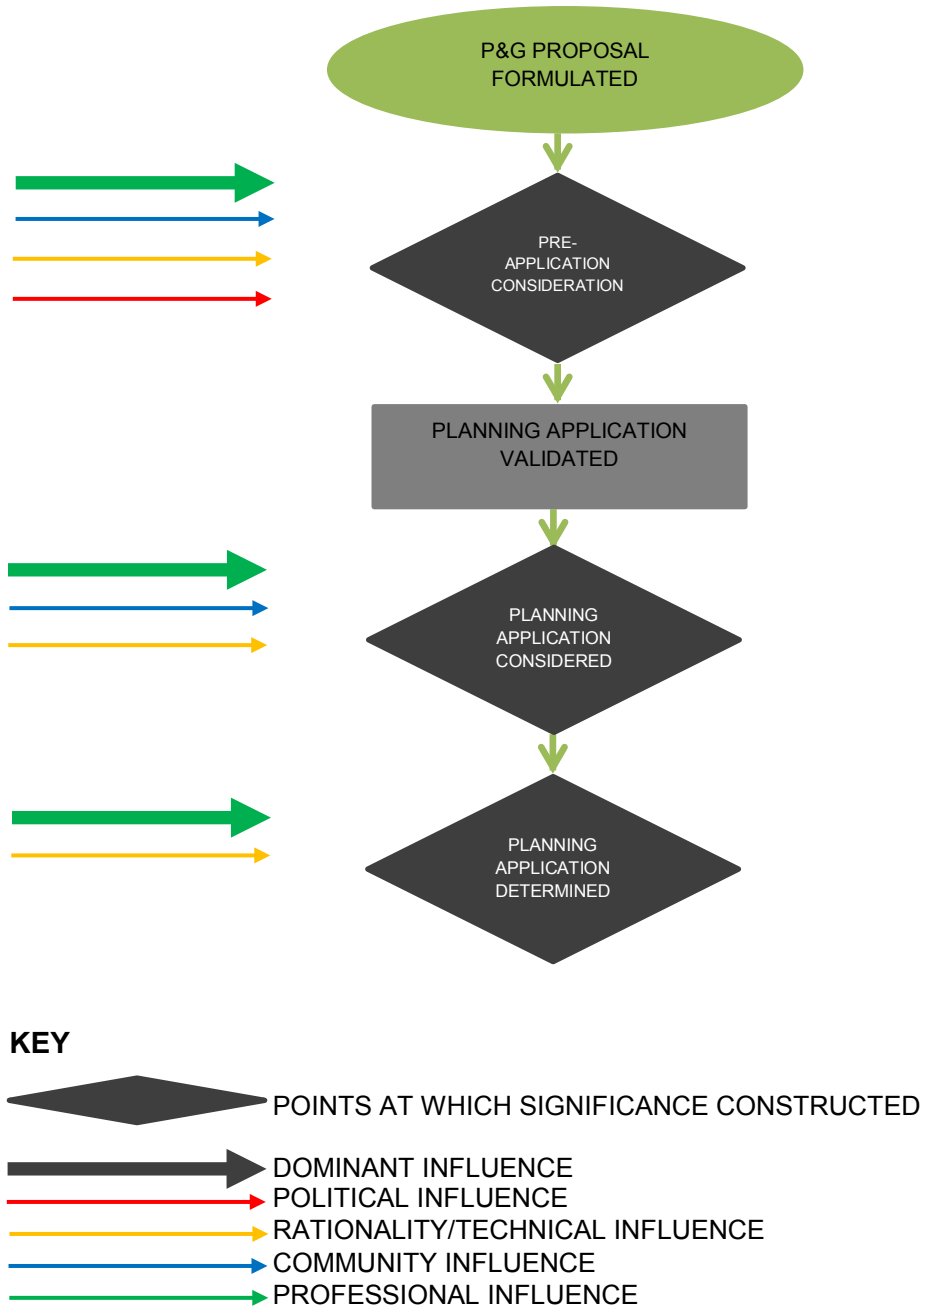 P&G PROPOSAL
FORMULATED
PRE-
APPLICATION
CONSIDERATION
PLANNING APPLICATION
VALIDATED
PLANNING
APPLICATION
CONSIDERED
PLANNING
APPLICATION
DETERMINED
KEY
POINTS AT WHICH SIGNIFICANCE CONSTRUCTED
DOMINANT INFLUENCE
POLITICAL INFLUENCE
RATIONALITY/TECHNICAL INFLUENCE
COMMUNITY INFLUENCE
PROFESSIONAL INFLUENCE